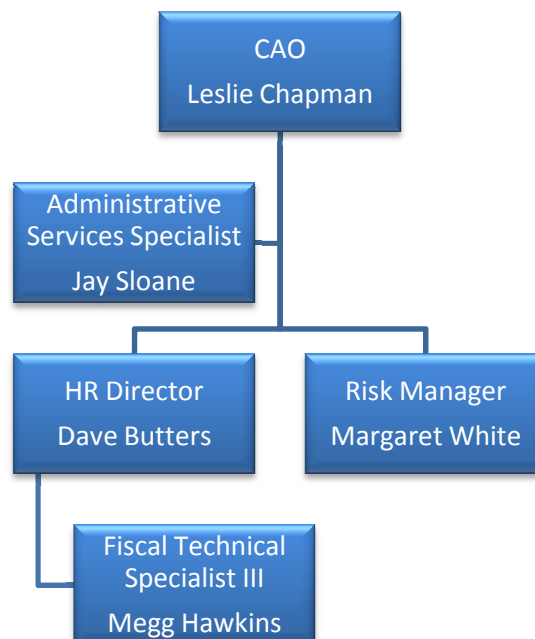 CAO
Leslie Chapman
Administrative
Services Specialist
Jay Sloane
HR Director
Dave Butters
Risk Manager
Margaret White
Fiscal Technical
Specialist III
Megg Hawkins